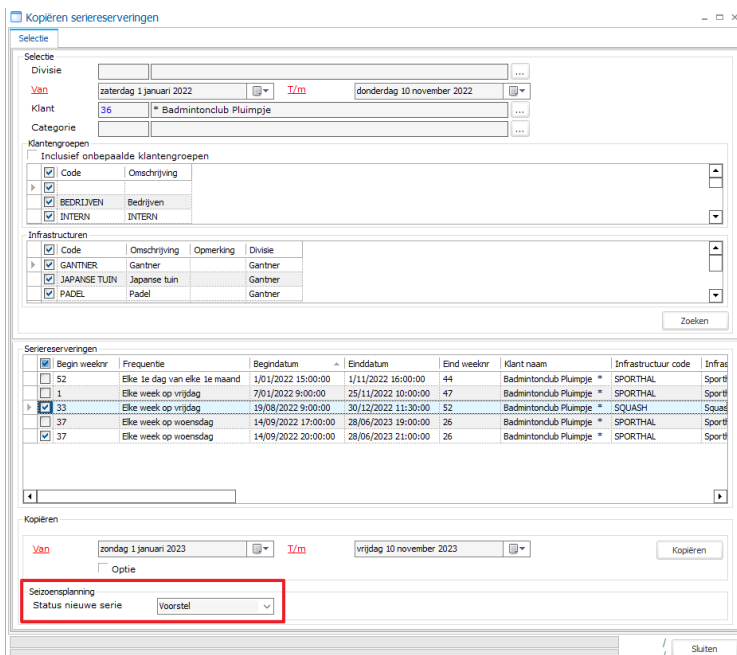 Kopiëren seriereserveringen
Selectie
Selectie
Divisie ...
Van zaterdag 1 januari 2022 T/m donderdag 10 november 2022
Klant 36 * Badmintonclub Pluimpje ...
Categorie ...
Klantengroepen
Inclusief onbepaalde klantengroepen
Code Omschrijving
BEDRIJVEN Bedrijven
INTERN INTERN
Infrastructuren
Code Omschrijving Opmerking Divisie
GANTNER Gantner Gantner
JAPANSE TUIN Japanse tuin Gantner
PADEL Padel Gantner
Zoeken
Seriereserveringen
Begin weeknr Frequentie Begindatum Einddatum Eind weeknr Klant naam Infrastructuur code Infras
52 Elke 1e dag van elke 1e maand 1/01/2022 15:00:00 1/11/2022 16:00:00 44 Badmintonclub Pluimpje * SPORTHAL Sporth
1 Elke week op vrijdag 7/01/2022 9:00:00 25/11/2022 10:00:00 47 Badmintonclub Pluimpje * SPORTHAL Sporth
33 Elke week op vrijdag 19/08/2022 9:00:00 30/12/2022 11:30:00 52 Badmintonclub Pluimpje * SQUASH Squas
37 Elke week op woensdag 14/09/2022 17:00:00 28/06/2023 19:00:00 26 Badmintonclub Pluimpje * SPORTHAL Sporth
37 Elke week op woensdag 14/09/2022 20:00:00 28/06/2023 21:00:00 26 Badmintonclub Pluimpje * SPORTHAL Sporth
Kopiëren
Van zondag 1 januari 2023 T/m vrijdag 10 november 2023 Kopiëren
Optie
Seizoensplanning
Status nieuwe serie Voorstel
/
/ Sluiten